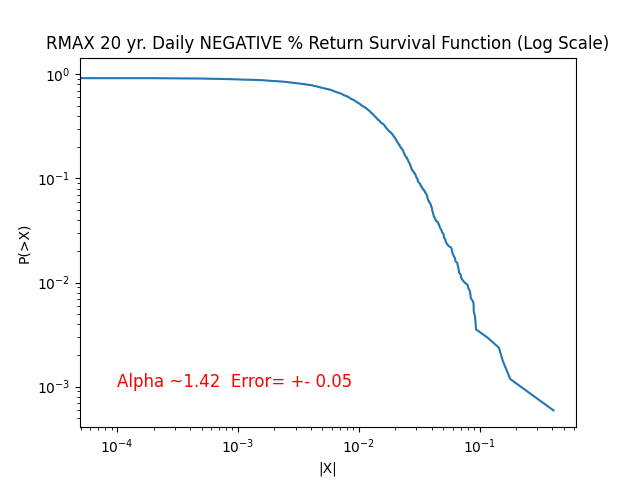 RMAX 20 yr. Daily NEGATIVE % Return Survival Function (Log Scale)
10⁰
10⁻¹
10⁻²
10⁻³
P(>X)
Alpha ~1.42  Error= +- 0.05
10⁻⁴ 10⁻³ 10⁻² 10⁻¹
|X|